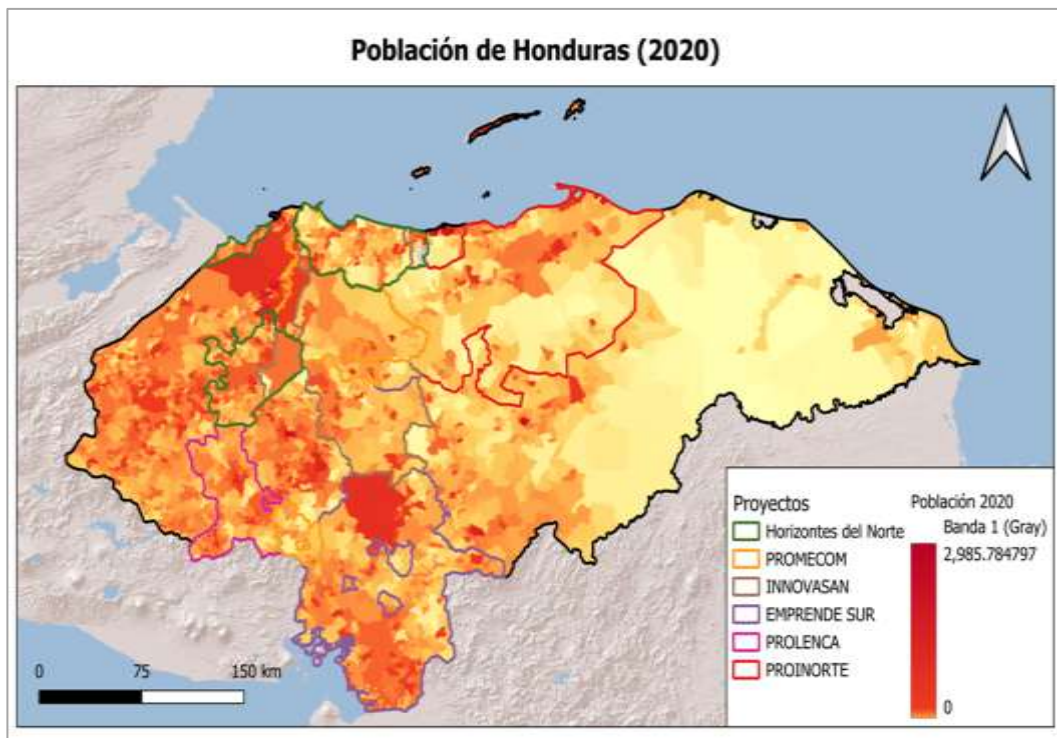 Población de Honduras (2020)
Proyectos
Horizontes del Norte
PROMECOM
INNOVASAN
EMPRENDE SUR
PROLENCA
PROINORTE
Población 2020
Banda 1 (Gray)
2,985.784797
0
0 75 150 km